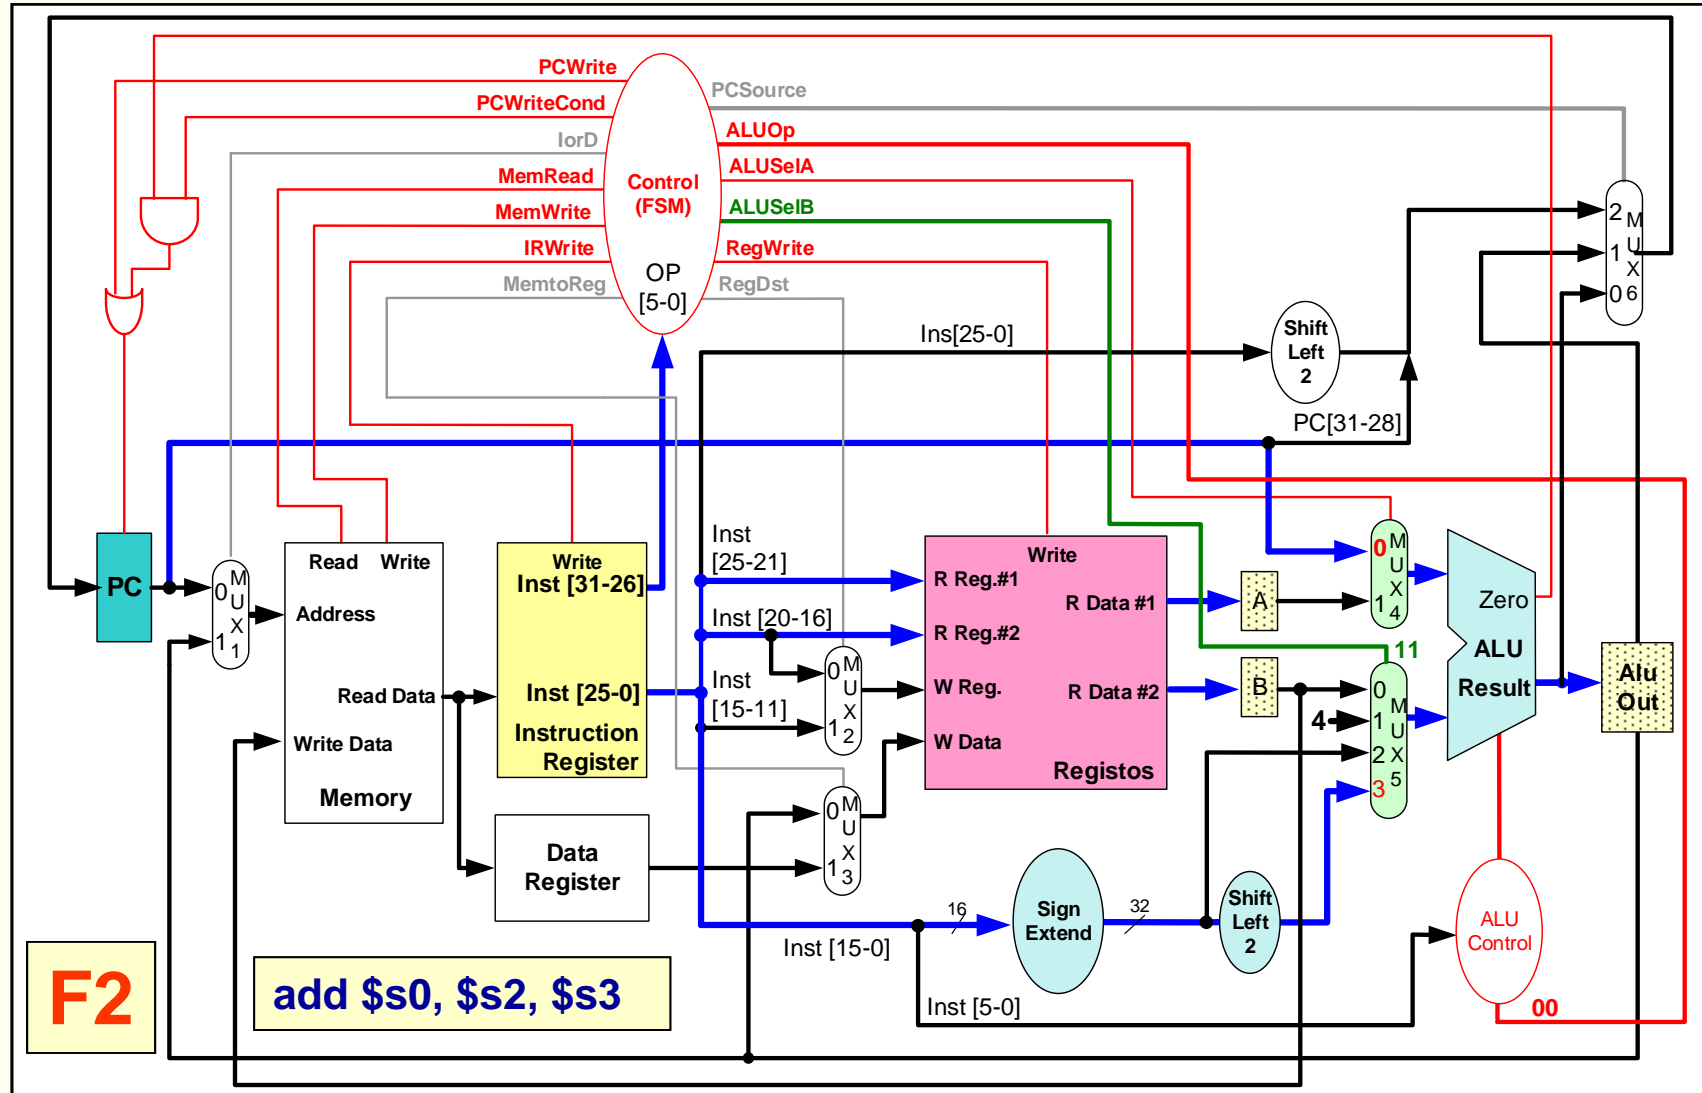 PCWrite
PCWriteCond
IorD
MemRead
MemWrite
IRWrite
MemtoReg
Control
(FSM)
OP
[5-0]
PCSource
ALUOp
ALUSelA
ALUSelB
RegWrite
RegDst
Ins[25-0]
Shift
Left
2
PC[31-28]
2
1
0
M
U
X
6
PC
0
1
M
U
X
1
Read Write
Address
Read Data
Write Data
Memory
Write
Inst [31-26]
Inst [25-0]
Instruction
Register
Data
Register
Inst
[25-21]
Inst [20-16]
Inst
[15-11]
0
1
M
U
X
2
0
1
M
U
X
3
Write
R Reg.#1
R Data #1
R Reg.#2
W Reg.
R Data #2
W Data
Registos
A
B
0
1
M
U
X
4
11
4
0
1
2
3
M
U
X
5
Zero
ALU
Result
Alu
Out
Inst [15-0]
16
Sign
Extend
32
Shift
Left
2
ALU
Control
Inst [5-0]
00
F2
add $s0, $s2, $s3